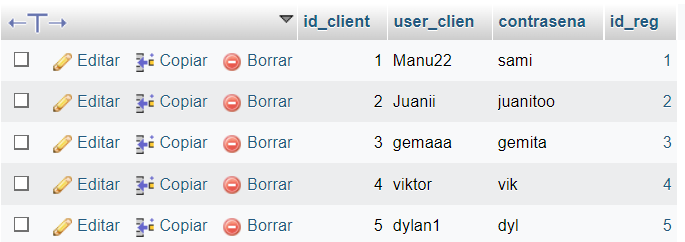 id_client user_clien contrasena id_reg
Editar Copiar Borrar 1 Manu22 sami 1
Editar Copiar Borrar 2 Juanii juanitoo 2
Editar Copiar Borrar 3 gemaaa gemita 3
Editar Copiar Borrar 4 viktor vik 4
Editar Copiar Borrar 5 dylan1 dyl 5